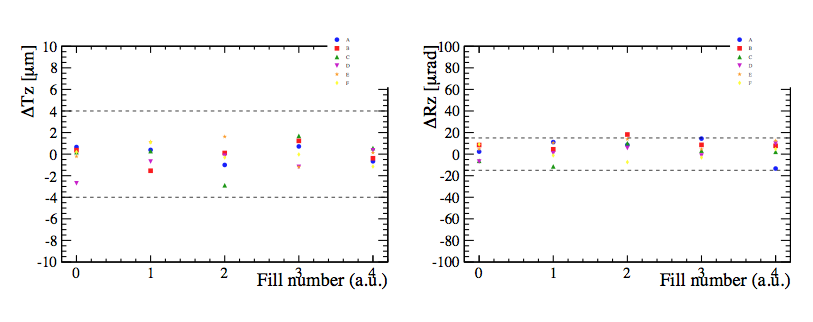 ΔTz [μm]
10
8
6
4
2
0
-2
-4
-6
-8
-10
0 1 2 3 4
Fill number (a.u.)
A
B
C
D
E
F
ΔRz [μrad]
100
80
60
40
20
0
-20
-40
-60
-80
-100
0 1 2 3 4
Fill number (a.u.)
A
B
C
D
E
F